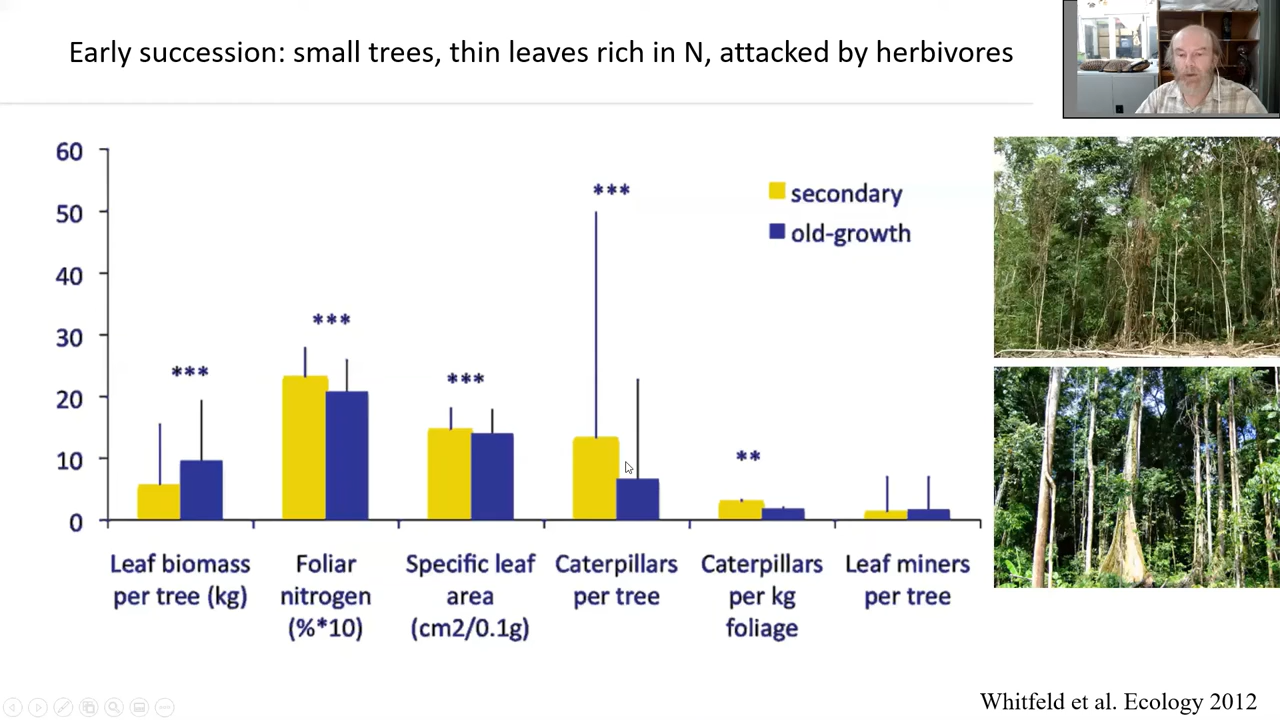 Early succession: small trees, thin leaves rich in N, attacked by herbivores
60
50
40
30
20
10
0
***
***
***
***
**
secondary
old-growth
Leaf biomass
per tree (kg)
Foliar
nitrogen
(%*10)
Specific leaf
area
(cm2/0.1g)
Caterpillars
per tree
Caterpillars
per kg
foliage
Leaf miners
per tree
Whitfeld et al. Ecology 2012